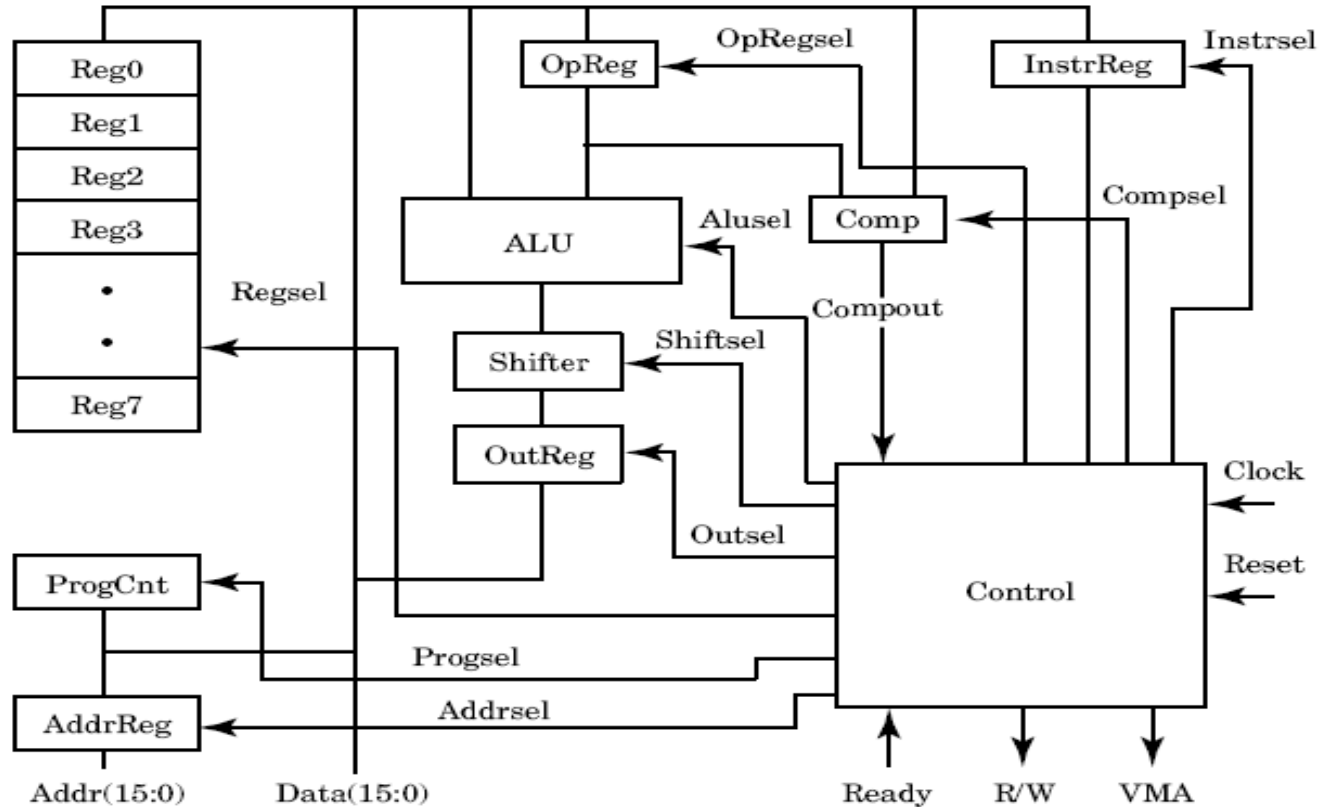 OpRegsel
Instrsel
Reg0
OpReg
InstrReg
Reg1
Reg2
Reg3
Alusel
Comp
Compsel
ALU
Regsel
Compout
Shifter
Shiftsel
Reg7
OutReg
Clock
Outsel
Reset
ProgCnt
Control
Progsel
AddrReg
Addrsel
Addr(15:0)
Data(15:0)
Ready
R/W
VMA